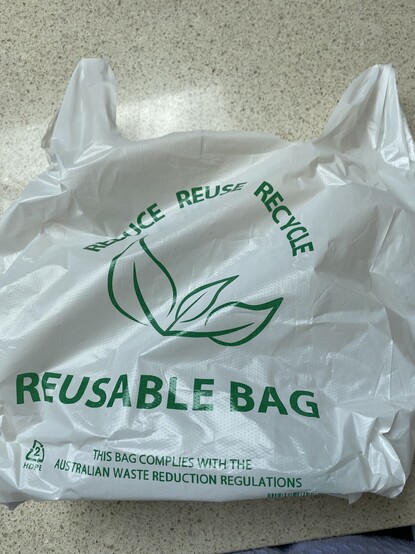 REDUCE REUSE RECYCLE
REUSABLE BAG
2
HDPE
THIS BAG COMPLIES WITH THE
AUSTRALIAN WASTE REDUCTION REGULATIONS